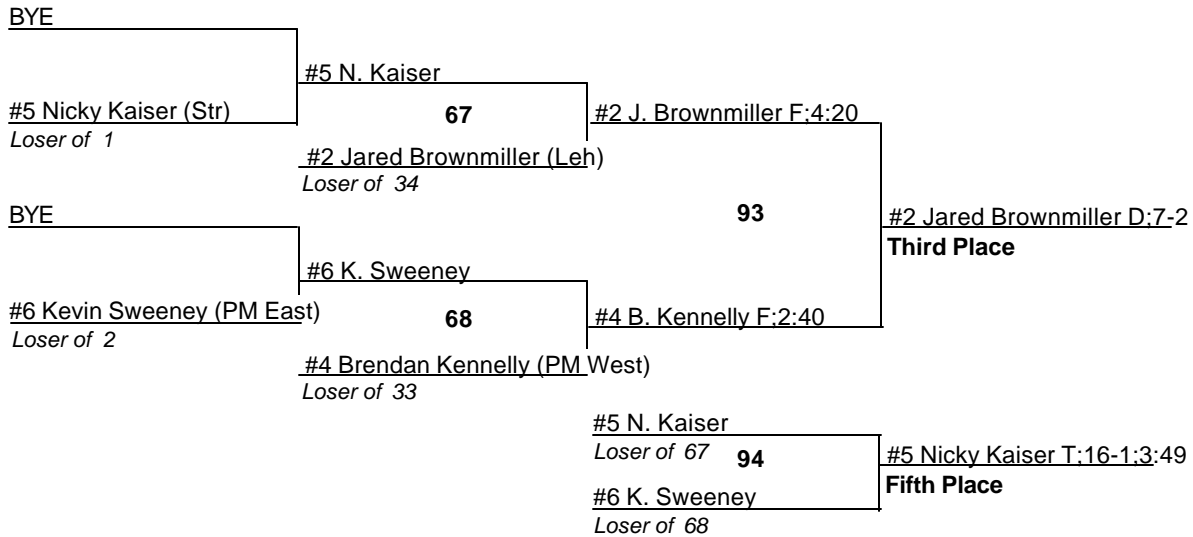 BYE
#5 N. Kaiser
#5 Nicky Kaiser (Str)
Loser of 1
67
#2 J. Brownmiller F;4:20
#2 Jared Brownmiller (Leh)
Loser of 34
BYE
93
#2 Jared Brownmiller D;7-2
Third Place
#6 K. Sweeney
#6 Kevin Sweeney (PM East)
Loser of 2
68
#4 B. Kennelly F;2:40
#4 Brendan Kennelly (PM West)
Loser of 33
#5 N. Kaiser
Loser of 67
94
#5 Nicky Kaiser T;16-1;3:49
Fifth Place
#6 K. Sweeney
Loser of 68